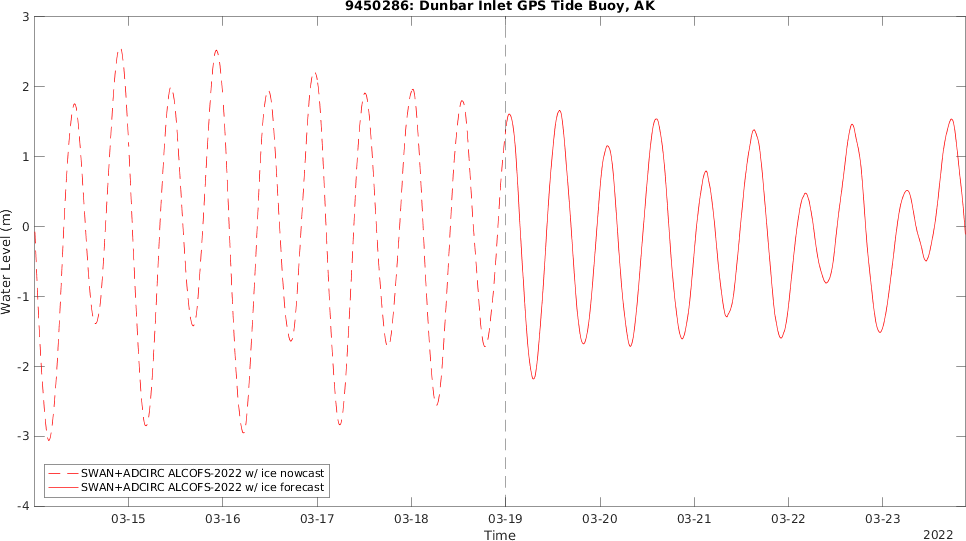 9450286: Dunbar Inlet GPS Tide Buoy, AK
3
2
1
0
-1
-2
-3
-4
Water Level (m)
SWAN+ADCIRC ALCOFS-2022 w/ ice nowcast
SWAN+ADCIRC ALCOFS-2022 w/ ice forecast
03-15 03-16 03-17 03-18 03-19 03-20 03-21 03-22 03-23
Time
2022